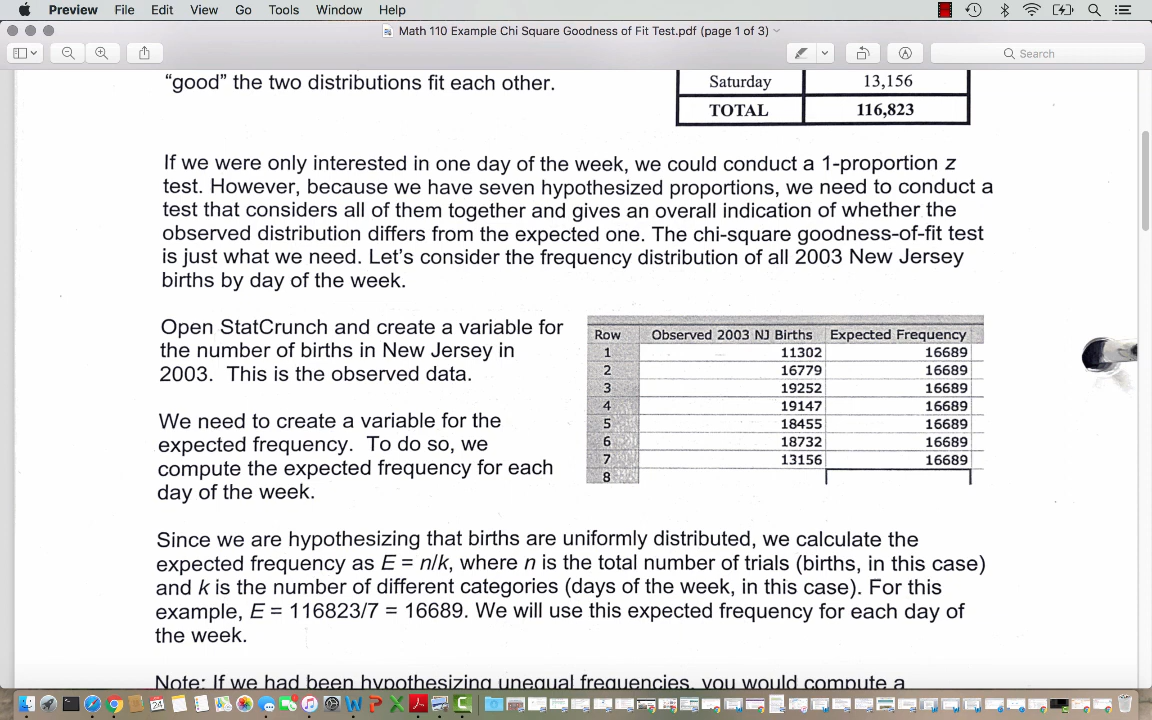 Preview File Edit View Go Tools Window Help
Math 110 Example Chi Square Goodness of Fit Test.pdf (page 1 of 3)
Search
“good” the two distributions fit each other.
Saturday 13,156
TOTAL 116,823
If we were only interested in one day of the week, we could conduct a 1-proportion z
test. However, because we have seven hypothesized proportions, we need to conduct a
test that considers all of them together and gives an overall indication of whether the
observed distribution differs from the expected one. The chi-square goodness-of-fit test
is just what we need. Let’s consider the frequency distribution of all 2003 New Jersey
births by day of the week.
Open StatCrunch and create a variable for
the number of births in New Jersey in
2003. This is the observed data.
We need to create a variable for the
expected frequency. To do so, we
compute the expected frequency for each
day of the week.
Row Observed 2003 NJ Births Expected Frequency
1 11302 16689
2 16779 16689
3 19252 16689
4 19147 16689
5 18455 16689
6 18732 16689
7 13156 16689
8
Since we are hypothesizing that births are uniformly distributed, we calculate the
expected frequency as E = n/k, where n is the total number of trials (births, in this case)
and k is the number of different categories (days of the week, in this case). For this
example, E = 116823/7 = 16689. We will use this expected frequency for each day of
the week.
Note: If we had been hypothesizing unequal frequencies, you would compute a